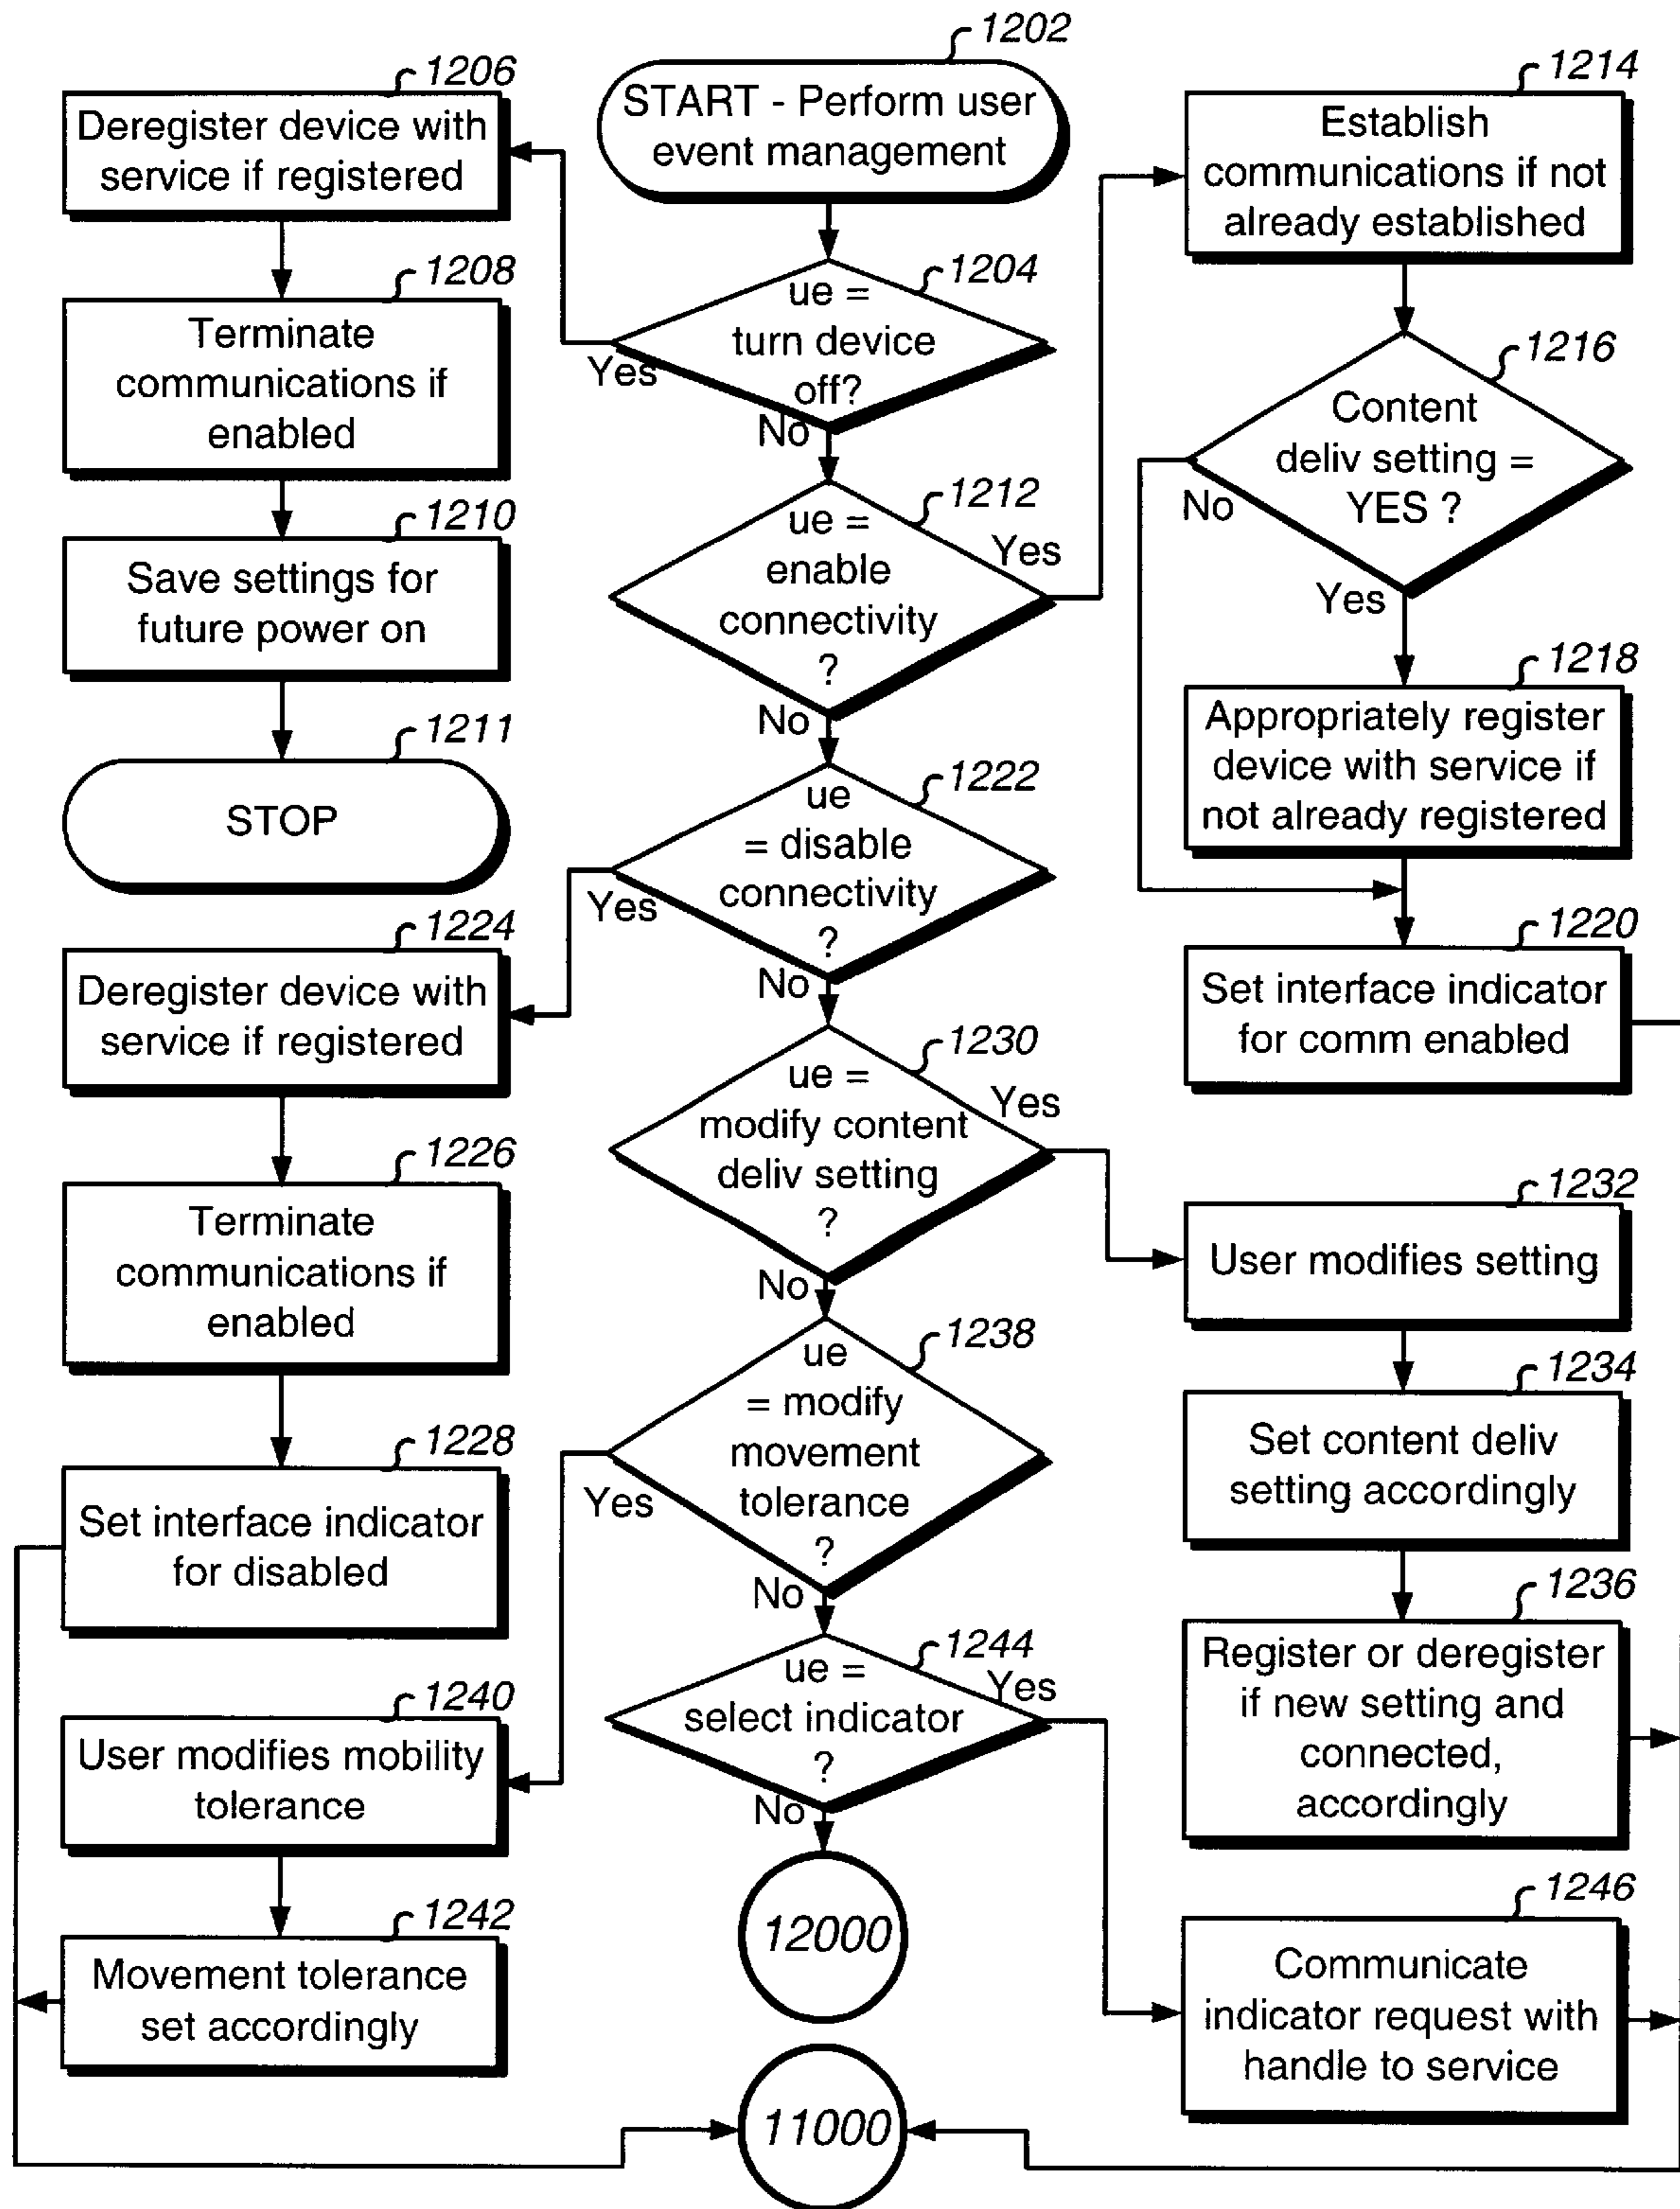 1202
START - Perform user
event management
1206
Deregister device with
service if registered
1208
Terminate
communications if
enabled
1210
Save settings for
future power on
1211
STOP
1204
ue =
turn device
off?
Yes
No
1212
ue =
enable
connectivity
?
Yes
No
1214
Establish
communications if not
already established
1216
Content
deliv setting =
YES ?
No
Yes
1218
Appropriately register
device with service if
not already registered
1220
Set interface indicator
for comm enabled
1222
ue
= disable
connectivity
?
Yes
No
1224
Deregister device with
service if registered
1226
Terminate
communications if
enabled
1228
Set interface indicator
for disabled
1230
ue =
modify content
deliv setting
?
Yes
No
1232
User modifies setting
1234
Set content deliv
setting accordingly
1236
Register or deregister
if new setting and
connected,
accordingly
1238
ue
= modify
movement
tolerance
?
Yes
No
1240
User modifies mobility
tolerance
1242
Movement tolerance
set accordingly
1244
ue =
select indicator
?
Yes
No
1246
Communicate
indicator request with
handle to service
12000
11000